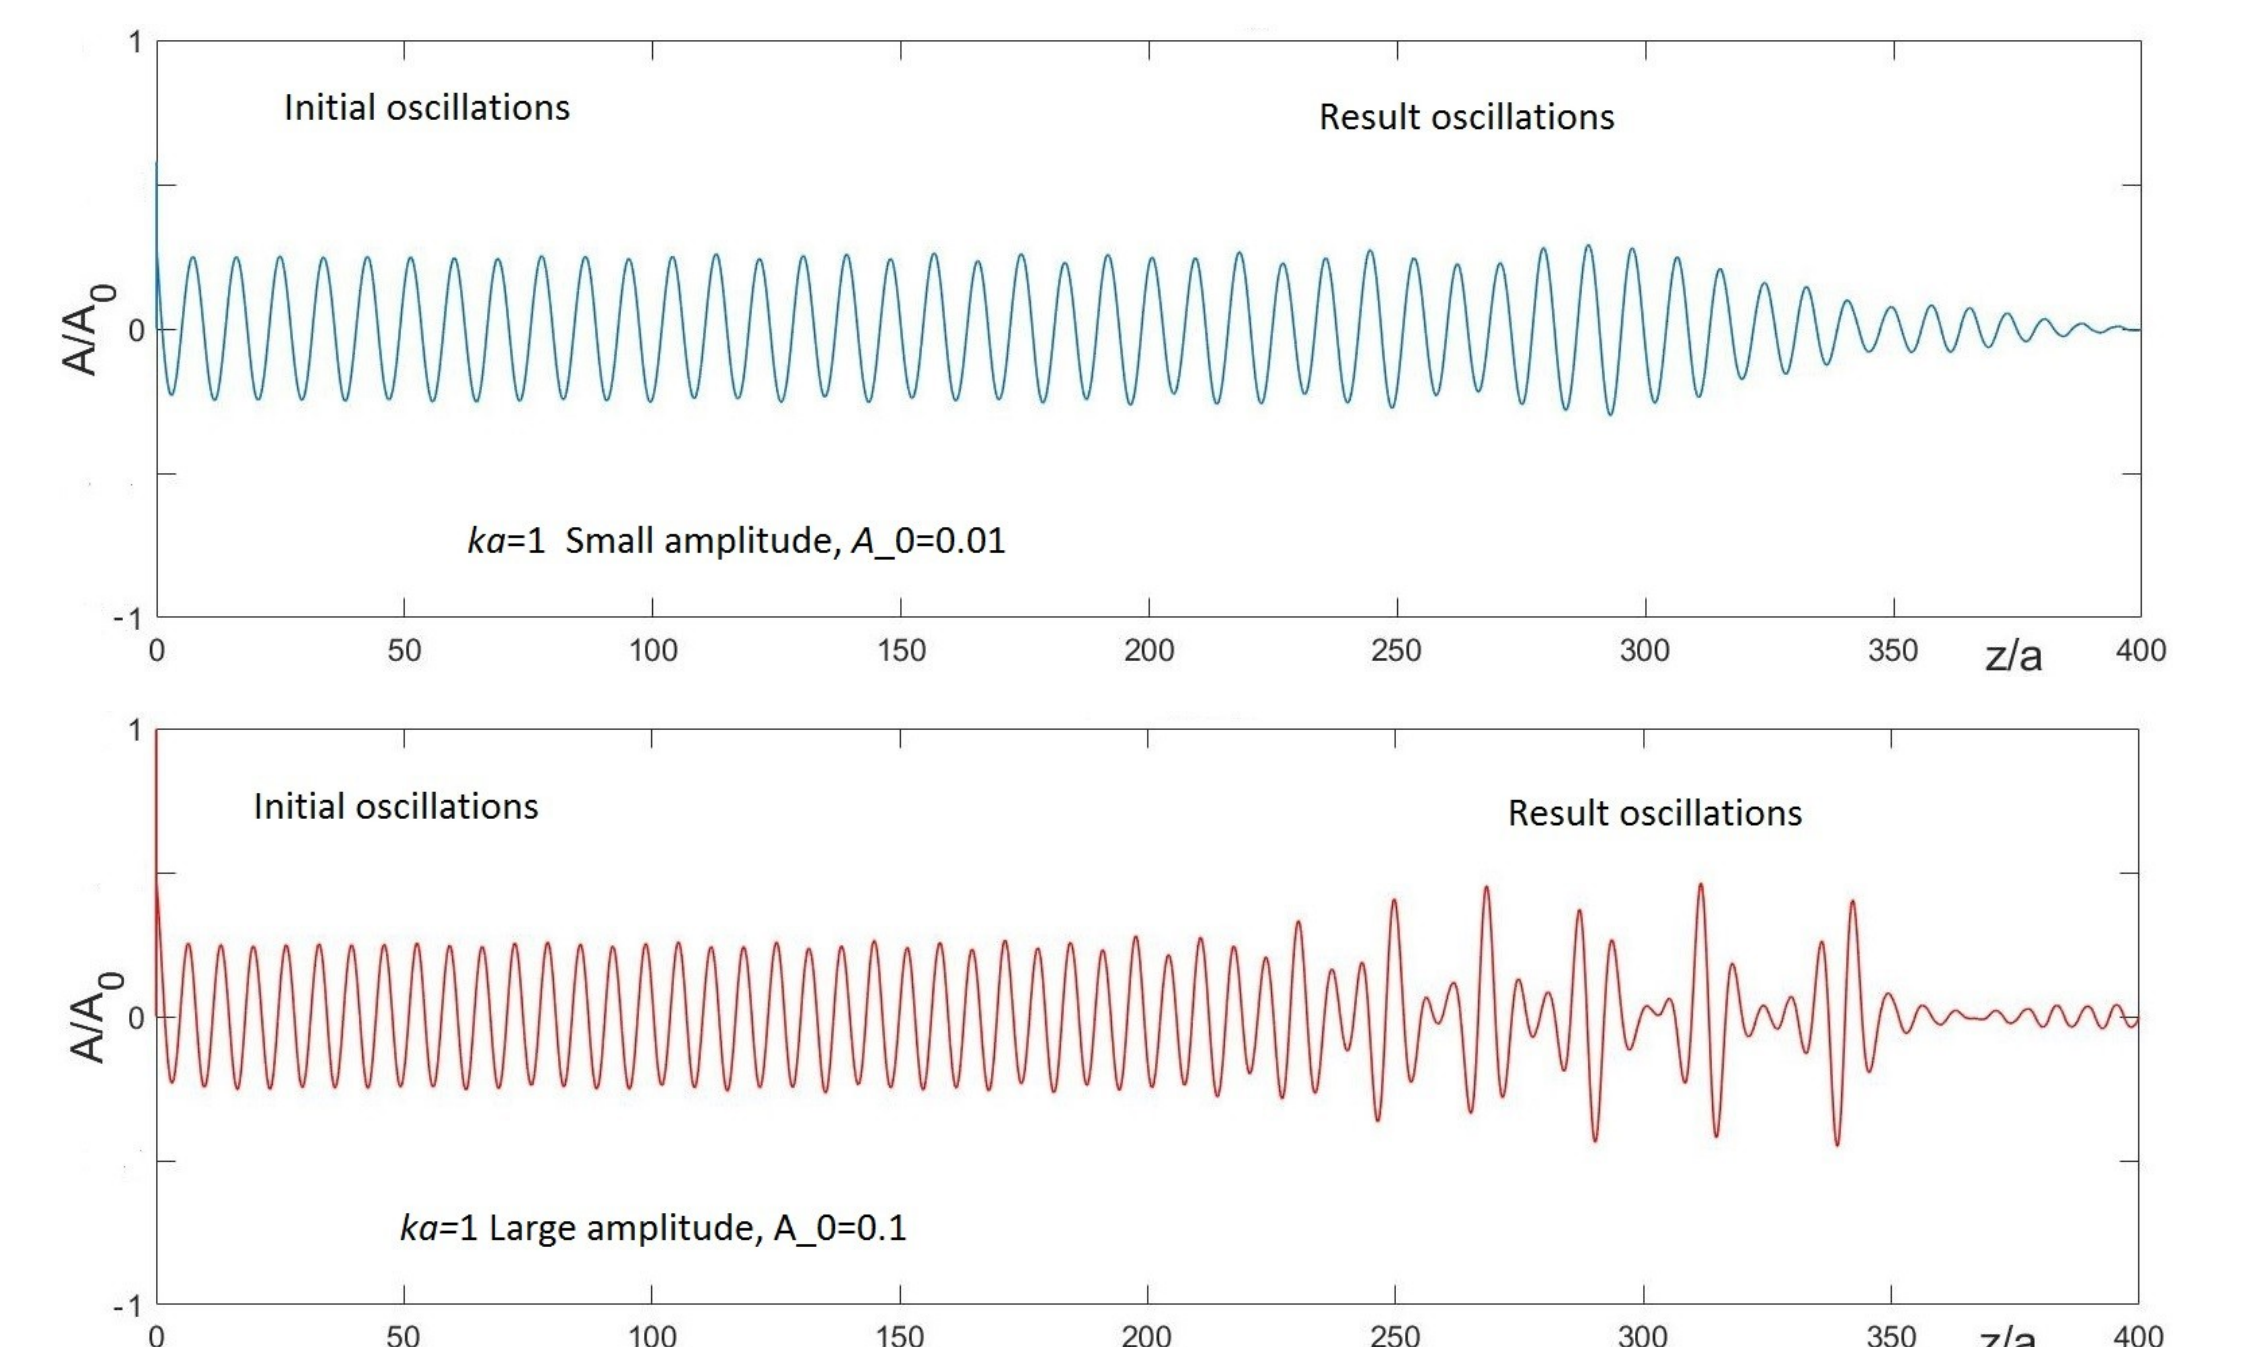 1
Initial oscillations
Result oscillations
A/A_0
0
ka=1 Small amplitude, A_0=0.01
-1
0 50 100 150 200 250 300 350 z/a 400
1
Initial oscillations
Result oscillations
A/A_0
0
ka=1 Large amplitude, A_0=0.1
-1
0 50 100 150 200 250 300 350 z/a 400